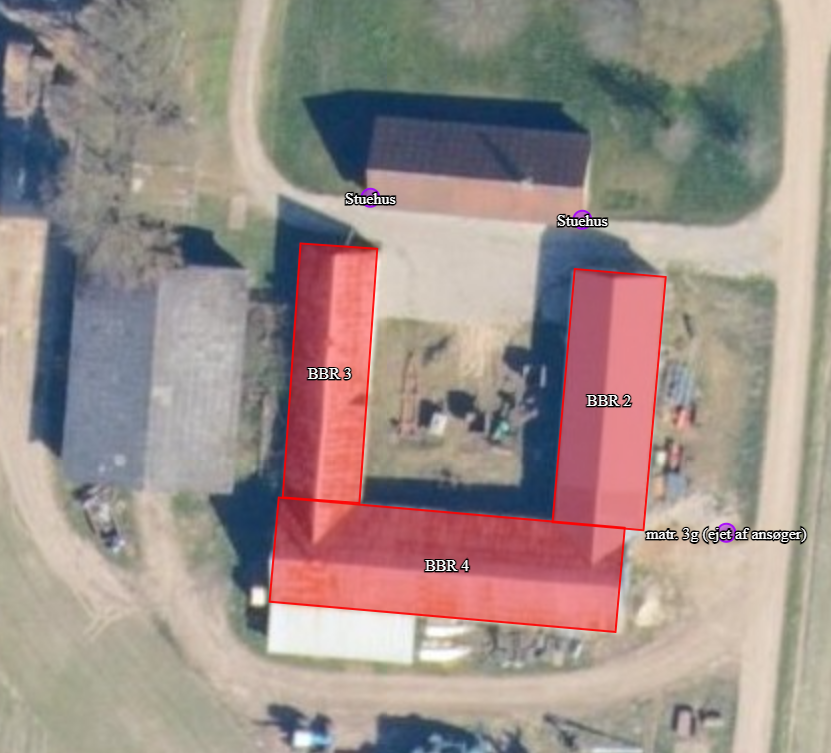 Stuehus
Stuehus
BBR 3
BBR 2
matr. 3g (ejet af ansøger)
BBR 4